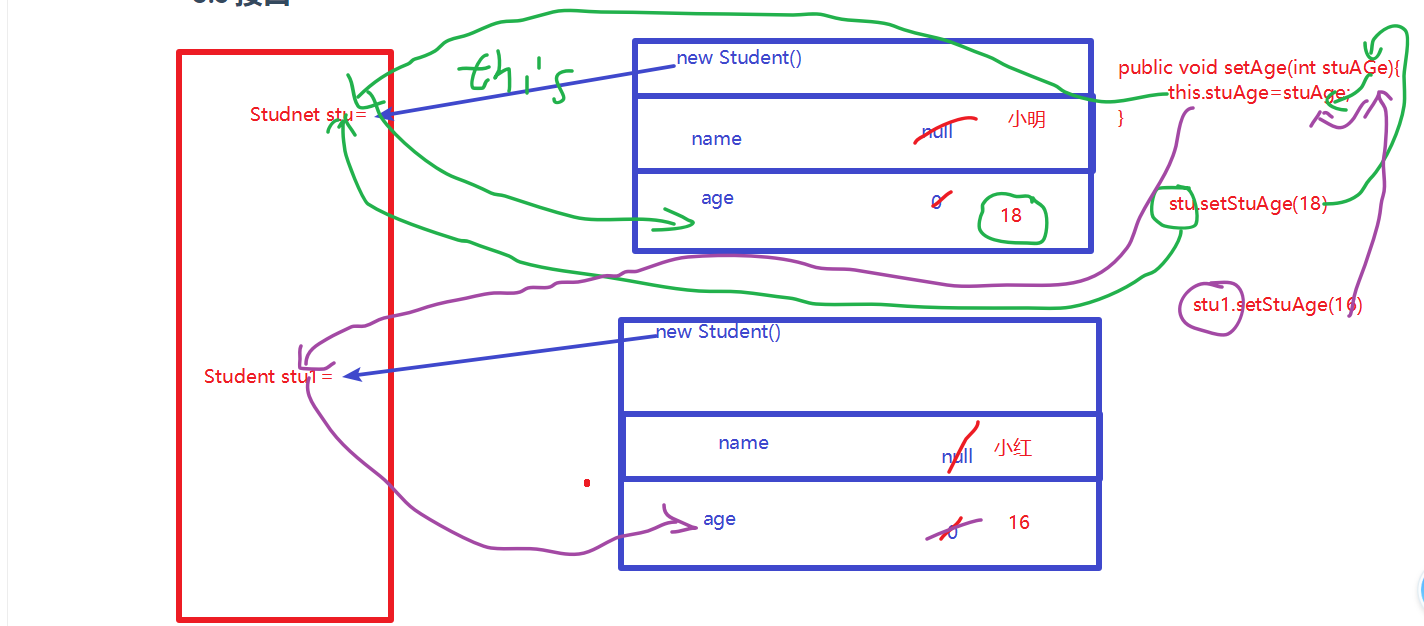 new Student()
public void setAge(int stuAGe){
this.stuAge=stuAge;
}
this
Studnet stu=
name
null
小明
age
0
18
stu.setStuAge(18)
stu1.setStuAge(16)
new Student()
Student stu1=
name
null
小红
age
0
16